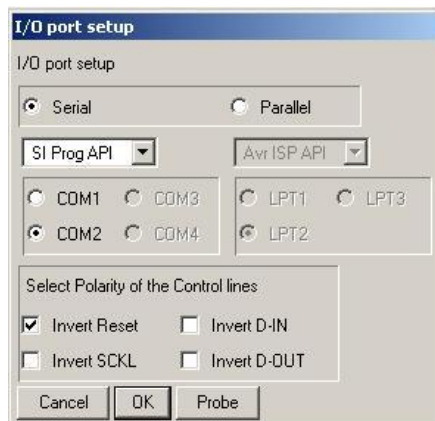 I/O port setup
I/O port setup
Serial Parallel
SI Prog API Avr ISP API
COM1 COM3 LPT1 LPT3
COM2 COM4 LPT2
Select Polarity of the Control lines
Invert Reset Invert D-IN
Invert SCKL Invert D-OUT
Cancel OK Probe